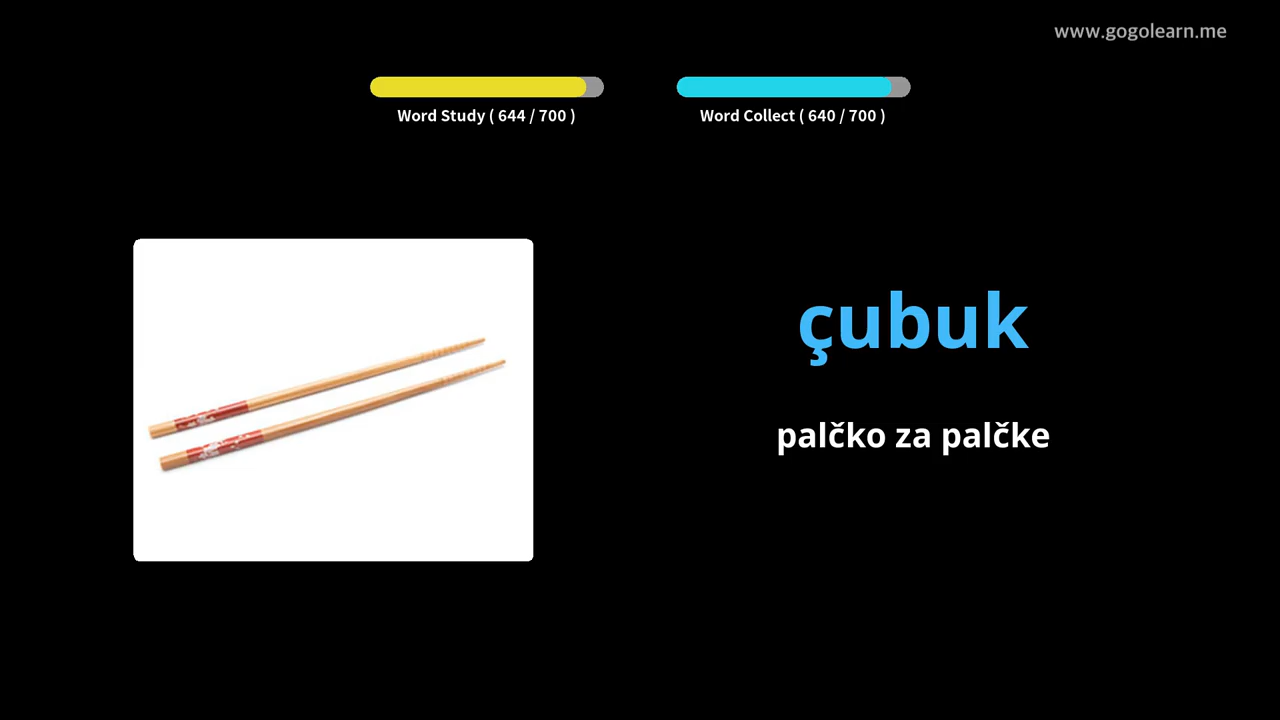 www.gogolearn.me
Word Study ( 644 / 700 )
Word Collect ( 640 / 700 )
çubuk
palčko za palčke